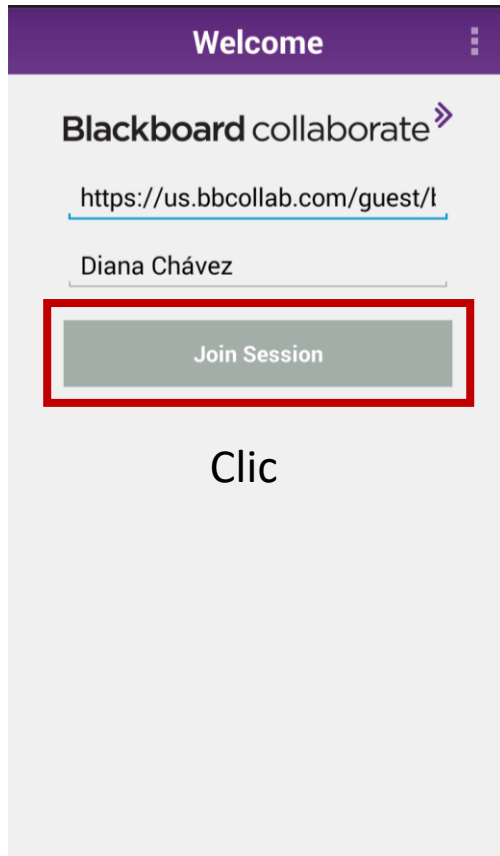 Welcome
Blackboard collaborate
https://us.bbcollab.com/guest/
Diana Chávez
Join Session
Clic